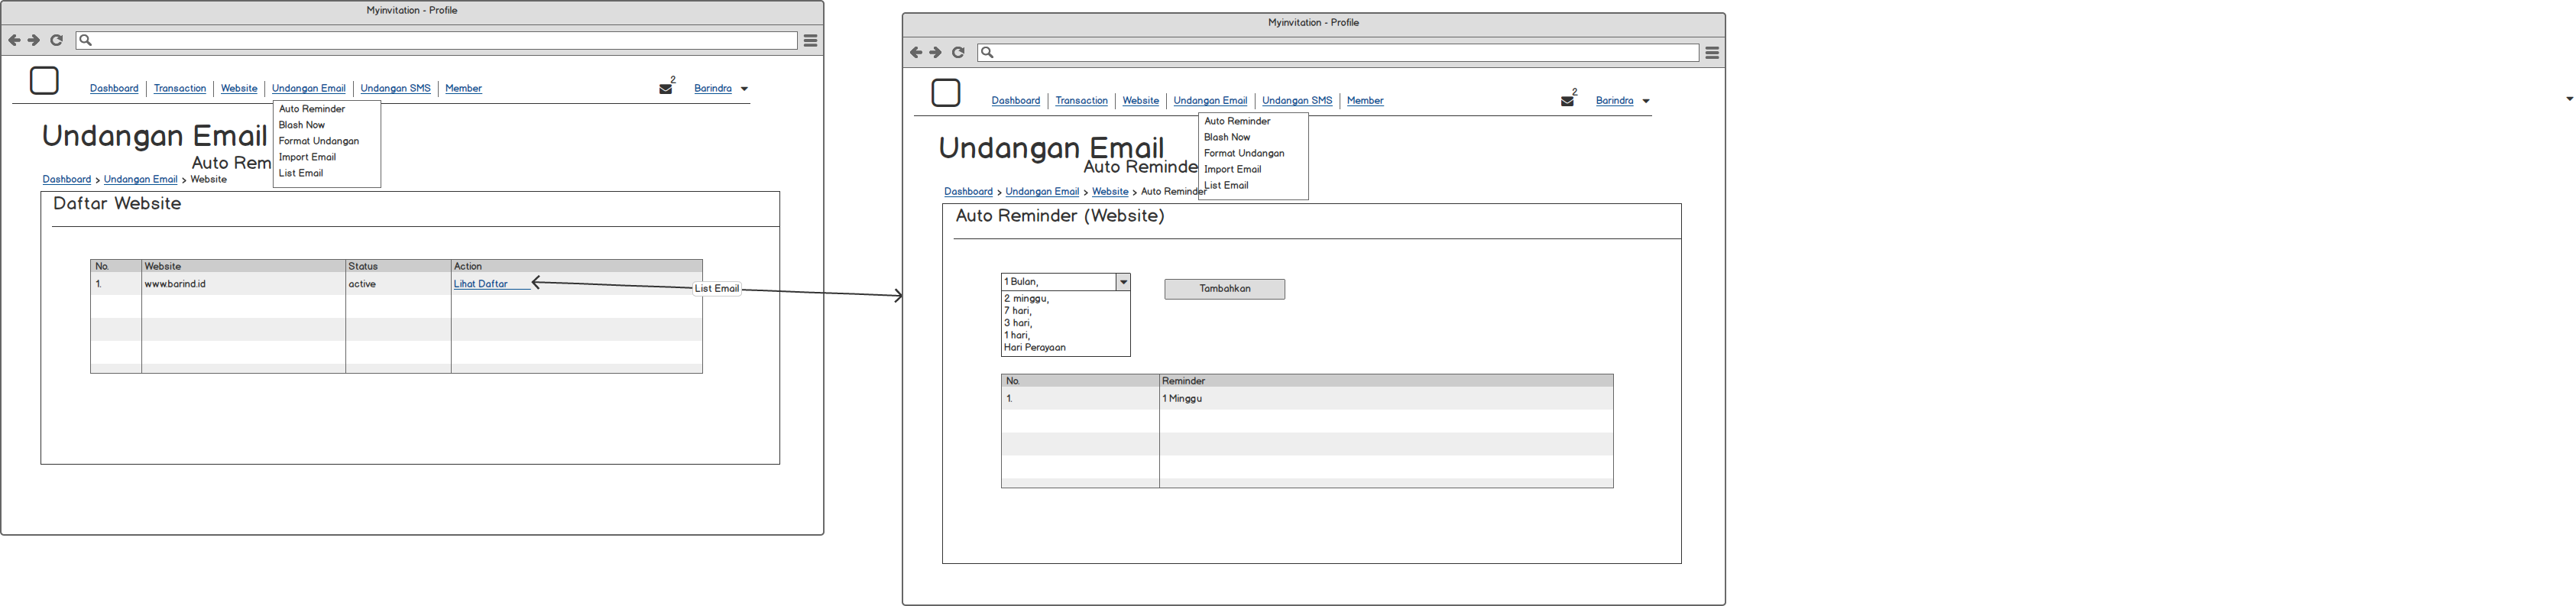 Myinvitation - Profile
Dashboard Transaction Website Undangan Email Undangan SMS Member 2 Barindra
Auto Reminder
Blash Now
Format Undangan
Import Email
List Email
Undangan Email
Auto Rem
Dashboard > Undangan Email > Website
Daftar Website
No. Website Status Action
1. www.barind.id active Lihat Daftar
List Email
Myinvitation - Profile
Dashboard Transaction Website Undangan Email Undangan SMS Member 2 Barindra
Auto Reminder
Blash Now
Format Undangan
Import Email
List Email
Undangan Email
Auto Reminde
Dashboard > Undangan Email > Website > Auto Reminder
Auto Reminder (Website)
1 Bulan,
2 minggu,
7 hari,
3 hari,
1 hari,
Hari Perayaan
Tambahkan
No. Reminder
1. 1 Minggu